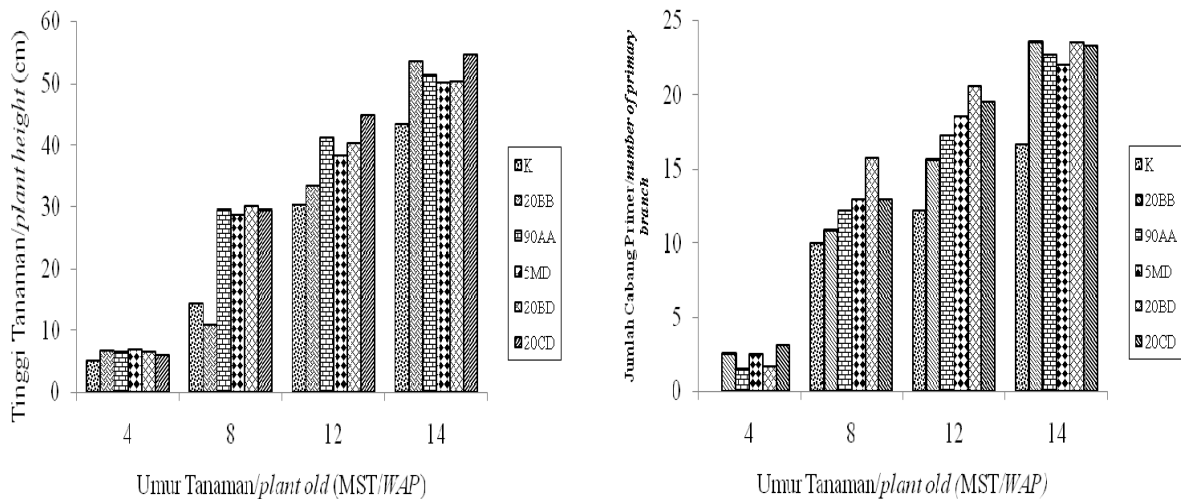 Tinggi Tanaman/plant height (cm)
60
50
40
30
20
10
0
4 8 12 14
Umur Tanaman/plant old (MST/WAP)
K
20BB
90AA
5MD
20BD
20CD
Jumlah Cabang Primer/number of primary
branch
25
20
15
10
5
0
4 8 12 14
Umur Tanaman/plant old (MST/WAP)
K
20BB
90AA
5MD
20BD
20CD